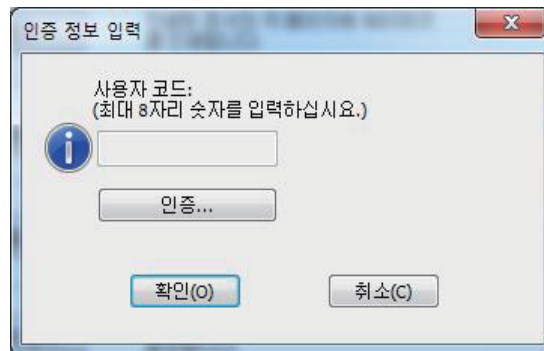 인증 정보 입력
사용자 코드:
(최대 8자리 숫자를 입력하십시요.)
인증...
확인(O)
취소(C)